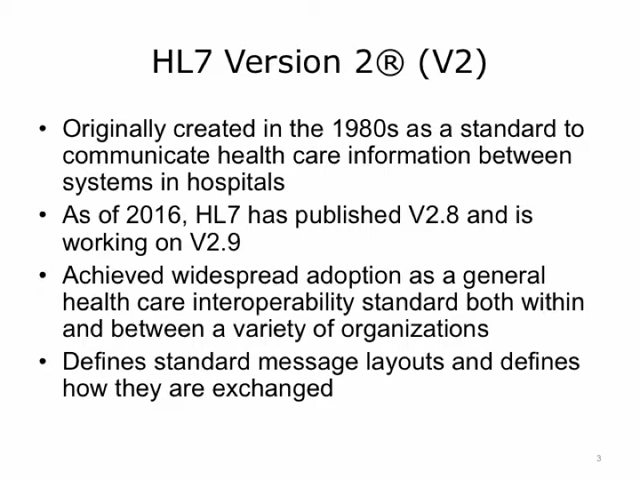 HL7 Version 2® (V2)
• Originally created in the 1980s as a standard to
communicate health care information between
systems in hospitals
• As of 2016, HL7 has published V2.8 and is
working on V2.9
• Achieved widespread adoption as a general
health care interoperability standard both within
and between a variety of organizations
• Defines standard message layouts and defines
how they are exchanged
3